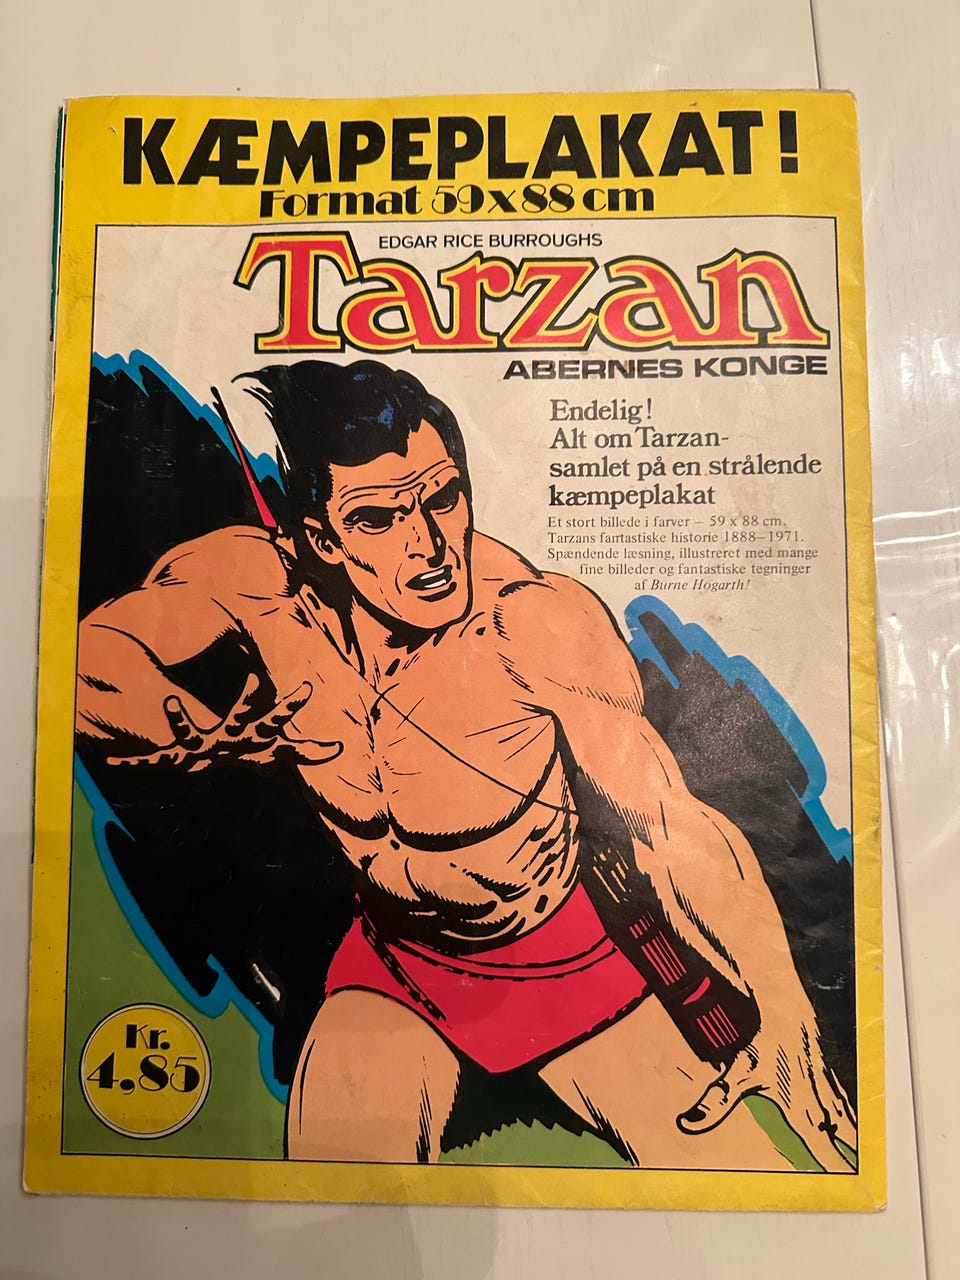 KÆMPEPLAKAT!
Format 59x88 cm
EDGAR RICE BURROUGHS
Tarzan
ABERNES KONGE
Endelig!
Alt om Tarzan-
samlet på en strålende
kæmpeplakat
Et stort billede i farver – 59 x 88 cm.
Tarzans fantastiske historie 1888–1971.
Spændende læsning, illustreret med mange
fine billeder og fantastiske tegninger
af Burne Hogarth!
Kr.
4,85